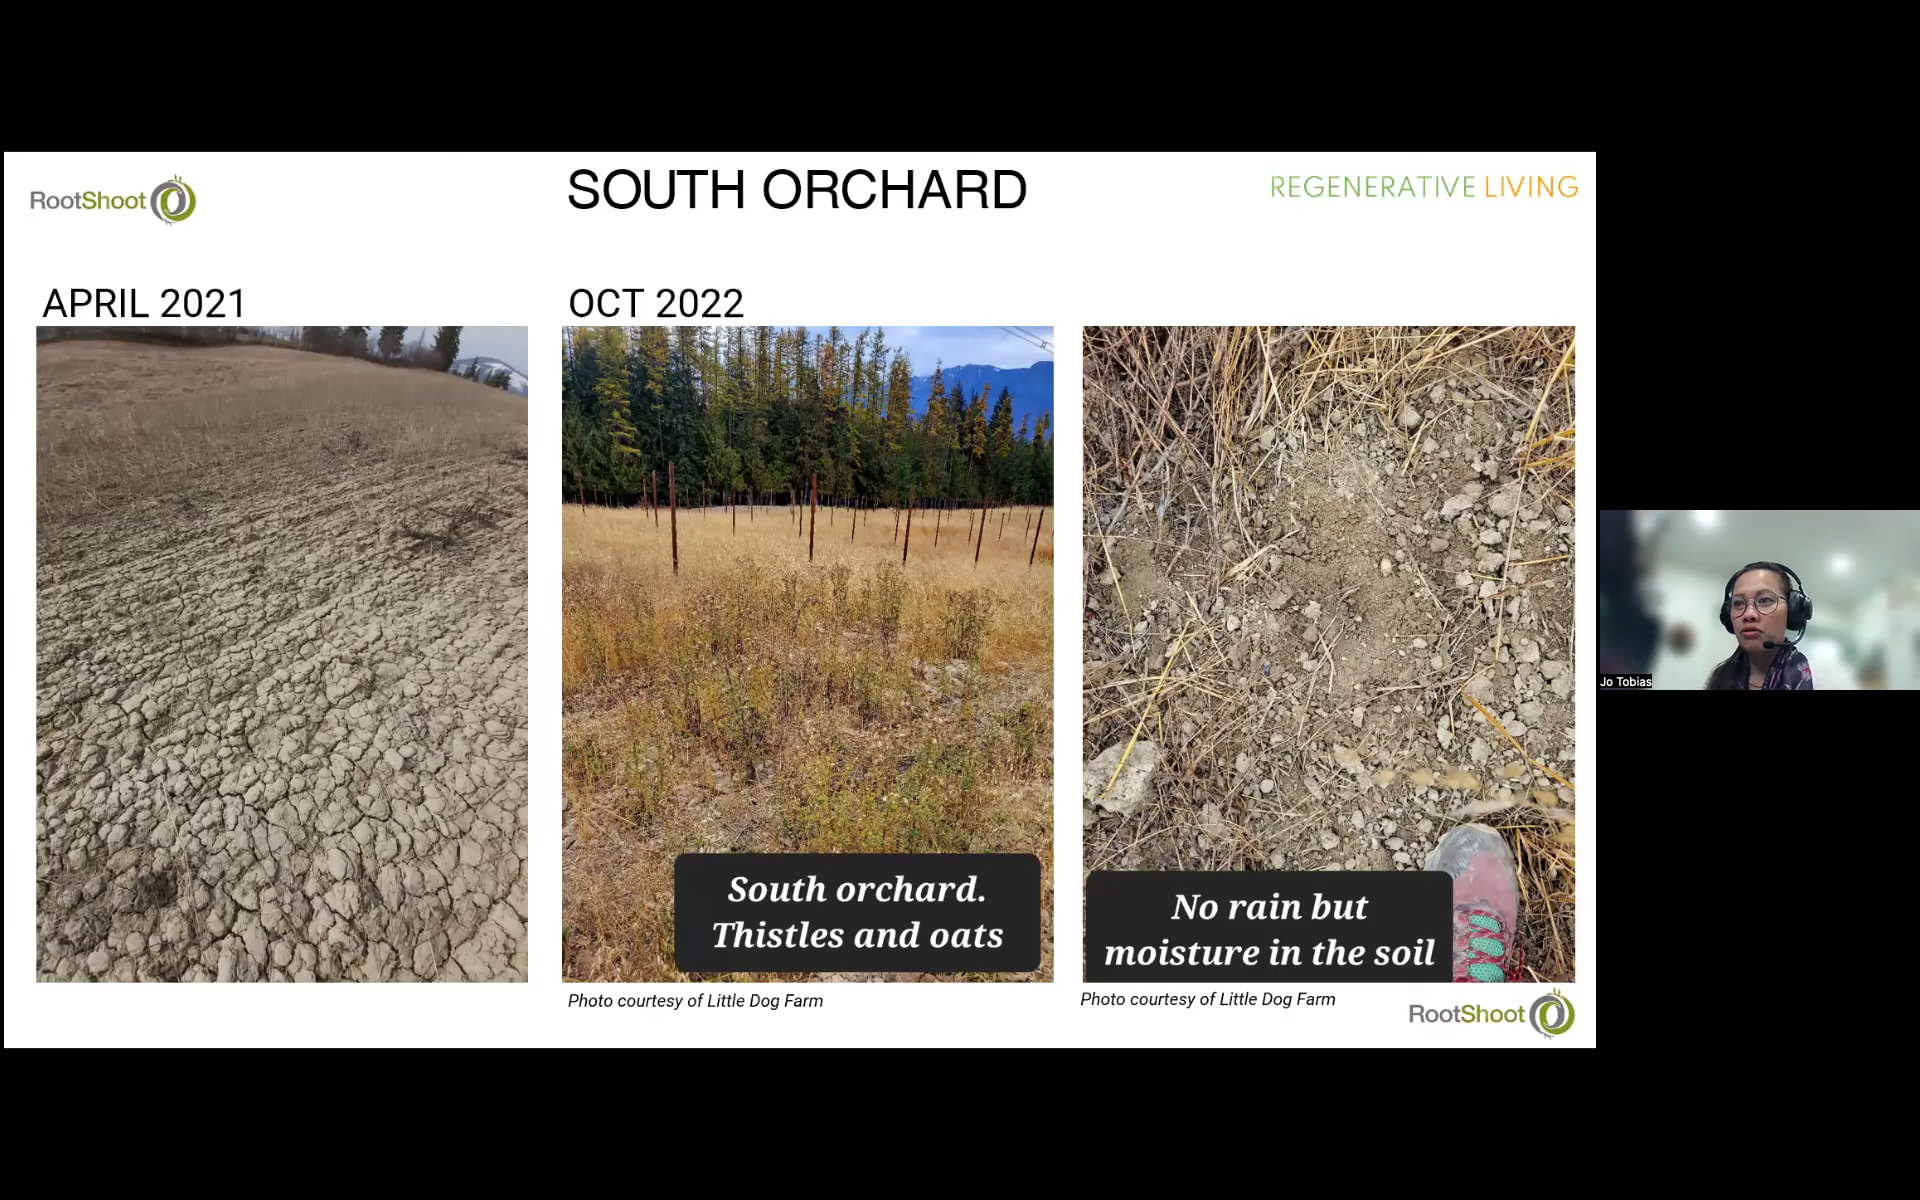 RootShoot
SOUTH ORCHARD
REGENERATIVE LIVING
APRIL 2021
OCT 2022
South orchard.
Thistles and oats
No rain but
moisture in the soil
Photo courtesy of Little Dog Farm
Photo courtesy of Little Dog Farm
RootShoot
Jo Tobias